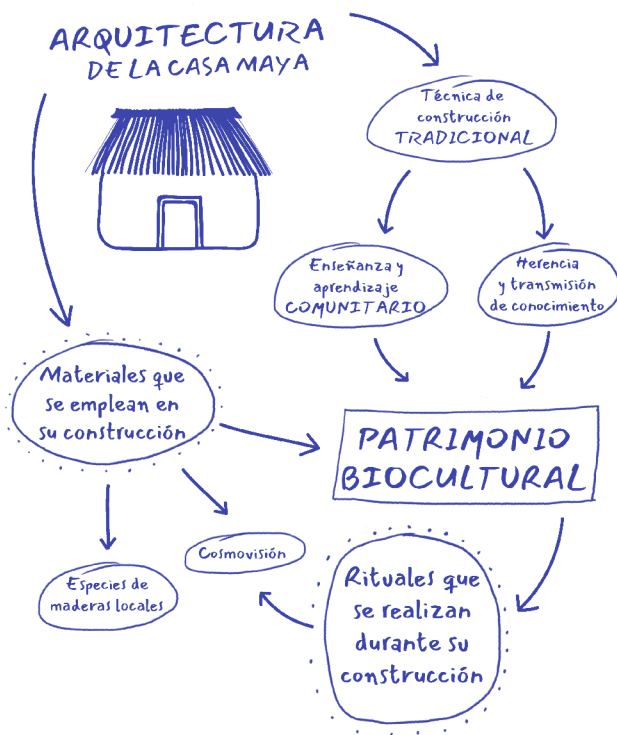 ARQUITECTURA
DE LA CASA MAYA
Técnica de
construcción
TRADICIONAL
Enseñanza y
aprendizaje
COMUNITARIO
Herencia
y transmisión
de conocimiento
Materiales que
se emplean en
su construcción
PATRIMONIO
BIOCULTURAL
Cosmovisión
Especies de
maderas locales
Rituales que
se realizan
durante su
construcción